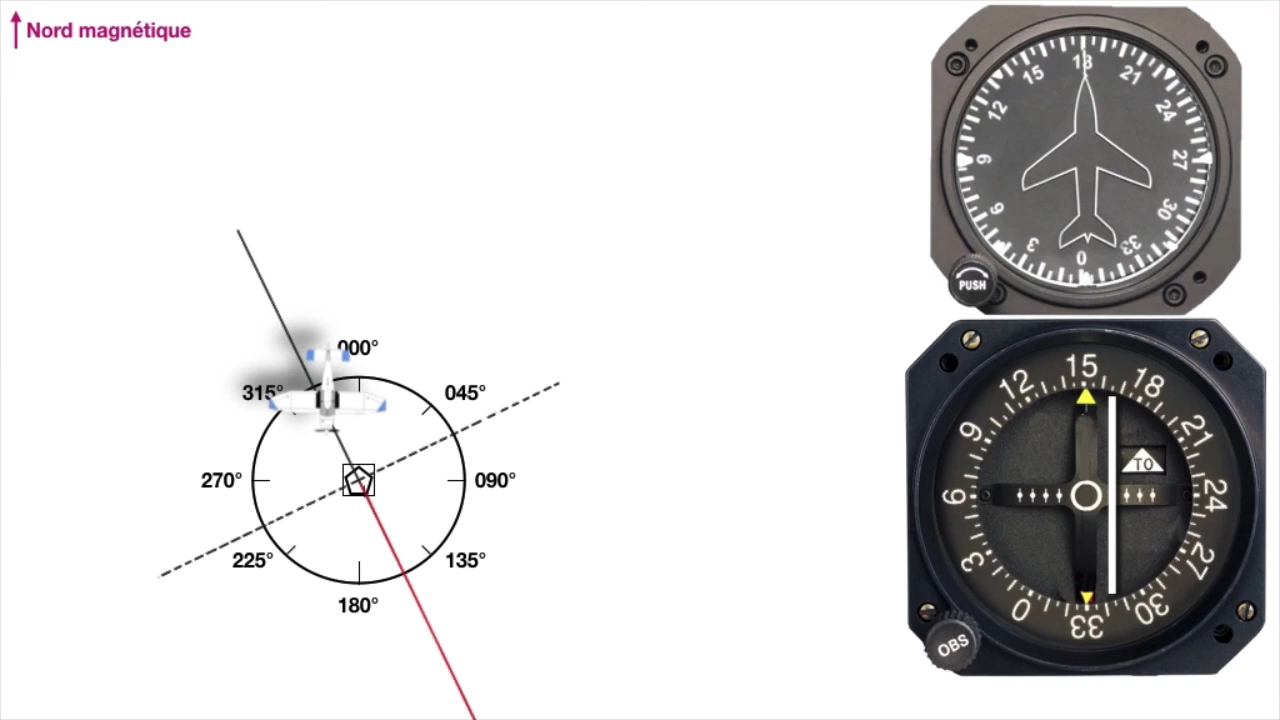 Nord magnétique
000°
315°
045°
270°
090°
225°
135°
180°
12 15 18 21 24 27 30 33 0 3 6 9
PUSH
15 18 21 24 27 30 33 0 3 6 9 12
TO
OBS